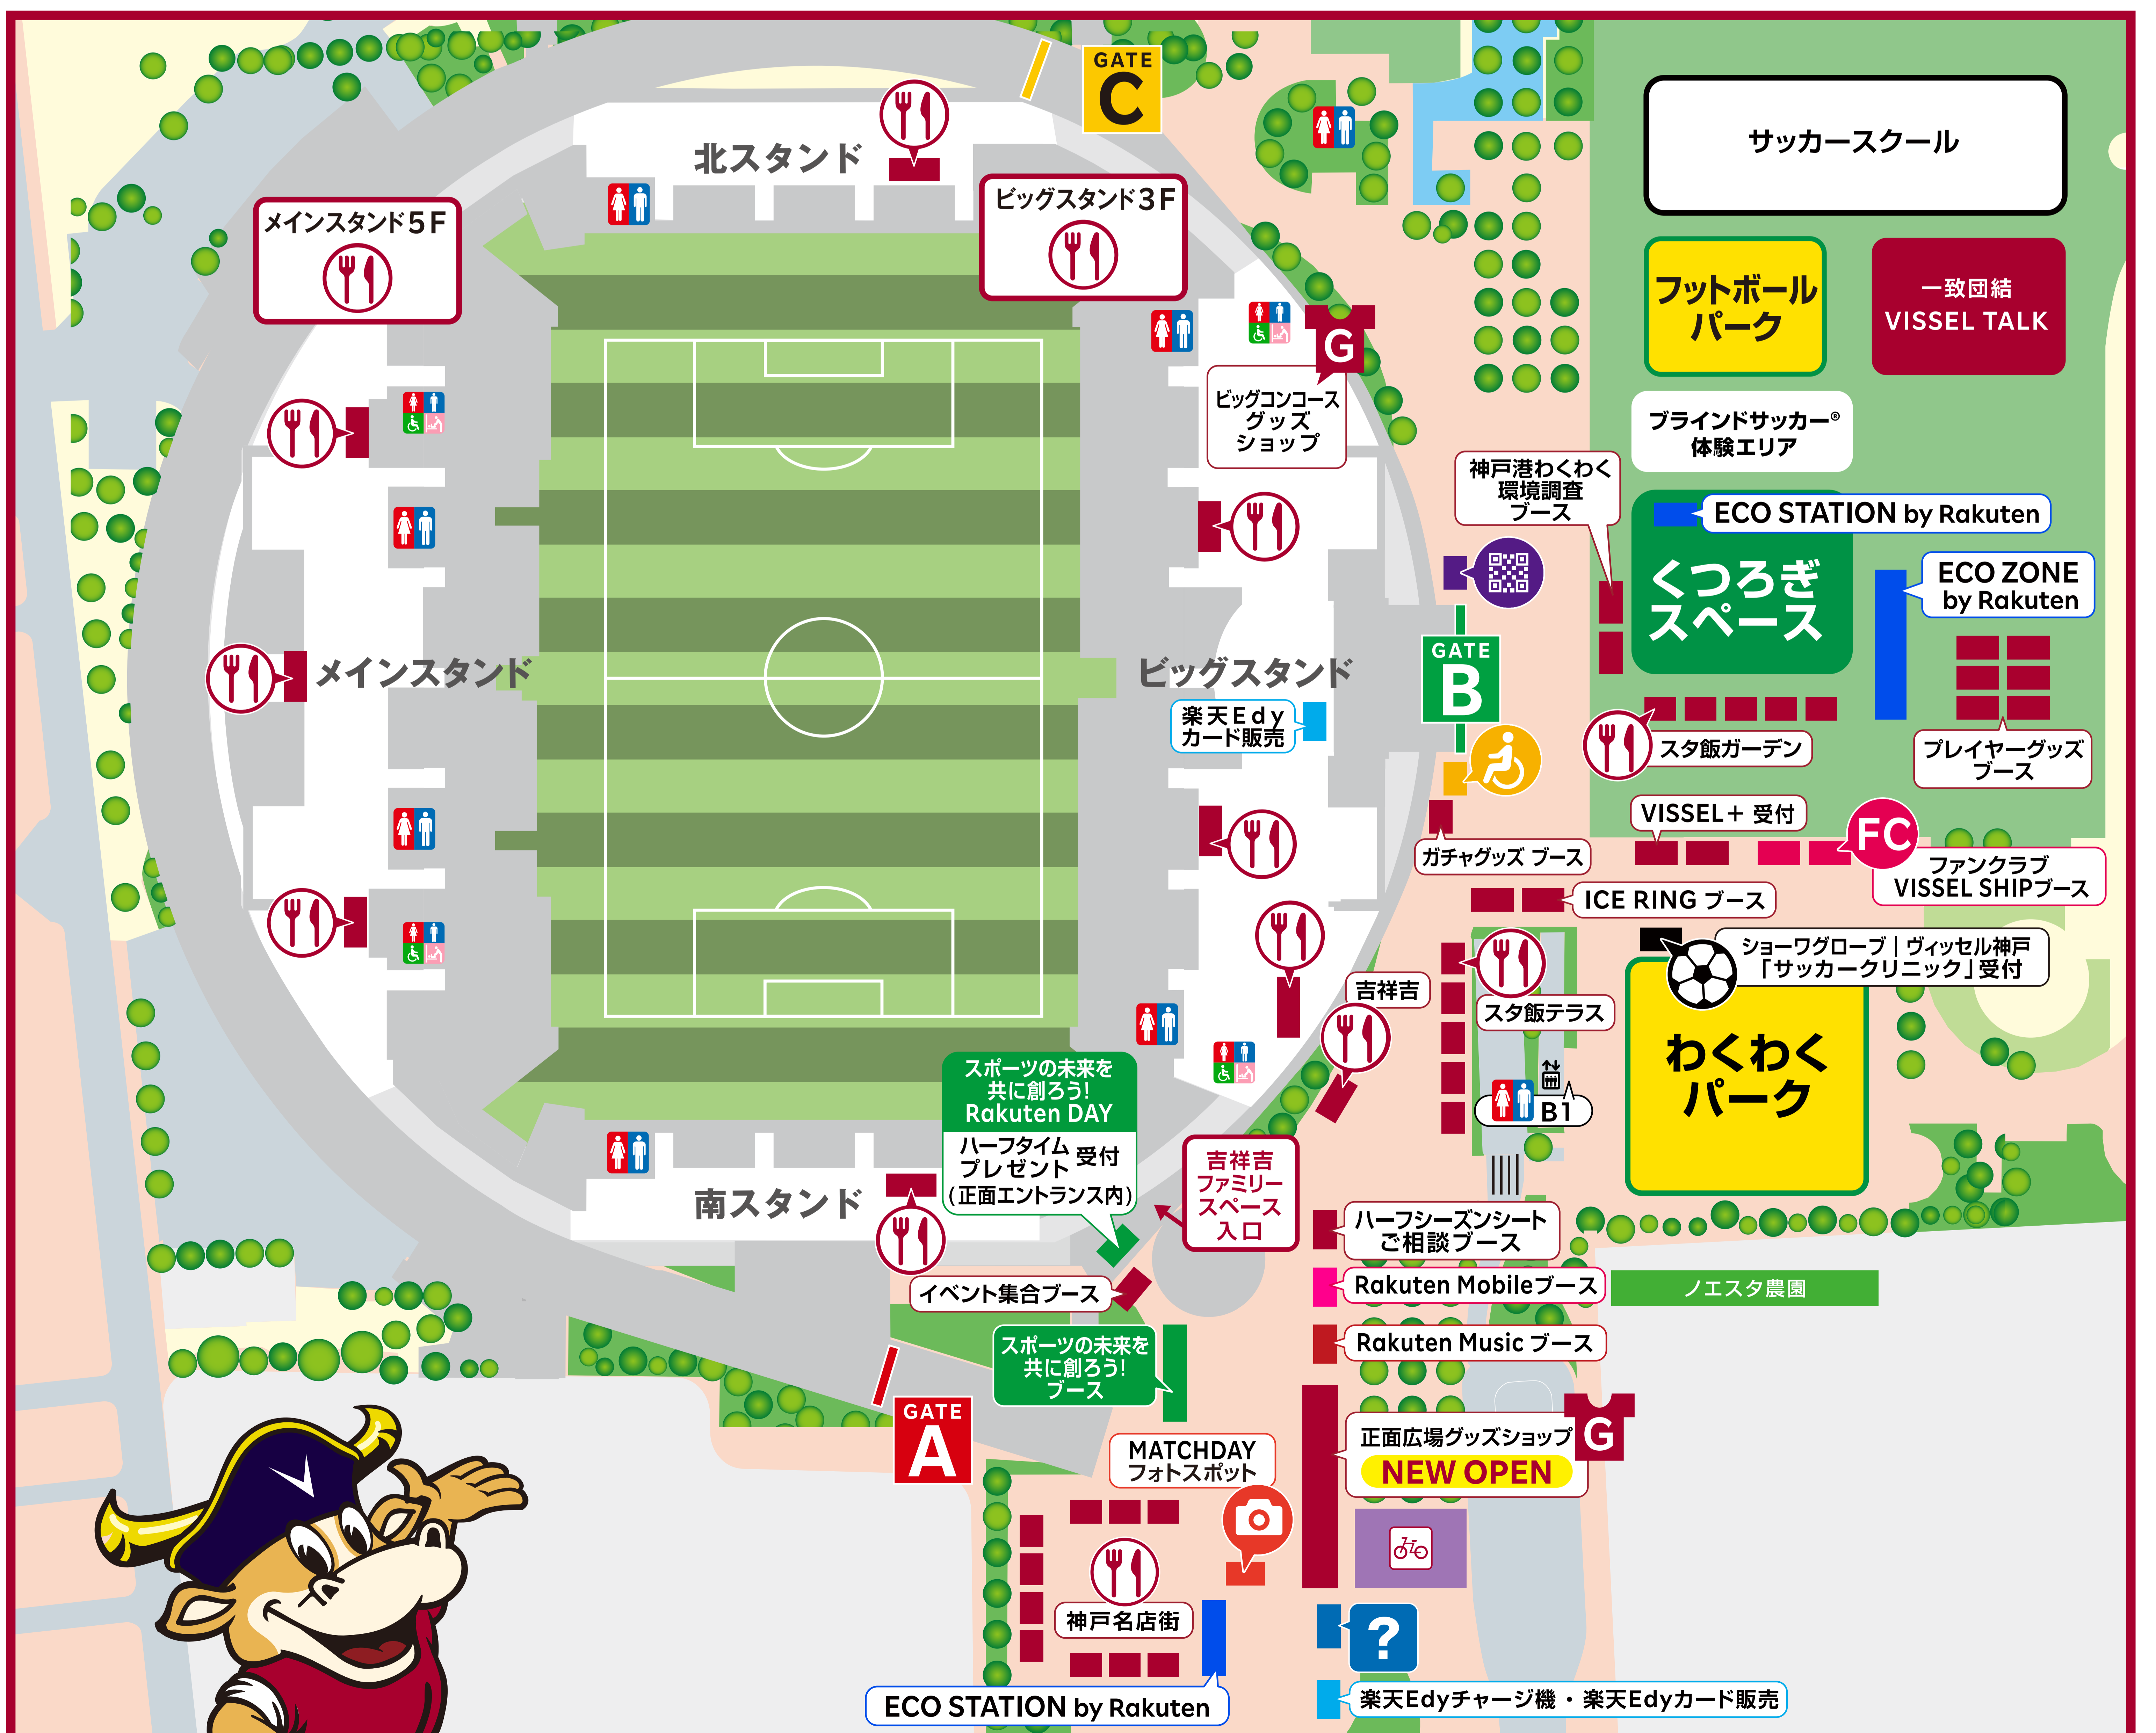 GATE
C
サッカースクール
北スタンド
ビッグスタンド3F
メインスタンド5F
フットボール
パーク
一致団結
VISSEL TALK
G
ビッグコンコース
グッズ
ショップ
ブラインドサッカー®
体験エリア
神戸港わくわく
環境調査
ブース
ECO STATION by Rakuten
くつろぎ
スペース
ECO ZONE
by Rakuten
GATE
B
メインスタンド
ビッグスタンド
楽天Edy
カード販売
スタ飯ガーデン
プレイヤーグッズ
ブース
VISSEL＋ 受付
FC
ファンクラブ
VISSEL SHIPブース
ガチャグッズ ブース
ICE RING ブース
ショーワグローブ｜ヴィッセル神戸
「サッカークリニック」受付
吉祥吉
スタ飯テラス
わくわく
パーク
B1
スポーツの未来を
共に創ろう!
Rakuten DAY
ハーフタイム
プレゼント 受付
(正面エントランス内)
吉祥吉
ファミリー
スペース
入口
南スタンド
ハーフシーズンシート
ご相談ブース
イベント集合ブース
Rakuten Mobileブース
ノエスタ農園
スポーツの未来を
共に創ろう!
ブース
Rakuten Music ブース
GATE
A
正面広場グッズショップ
NEW OPEN
G
MATCHDAY
フォトスポット
神戸名店街
?
ECO STATION by Rakuten
楽天Edyチャージ機・楽天Edyカード販売